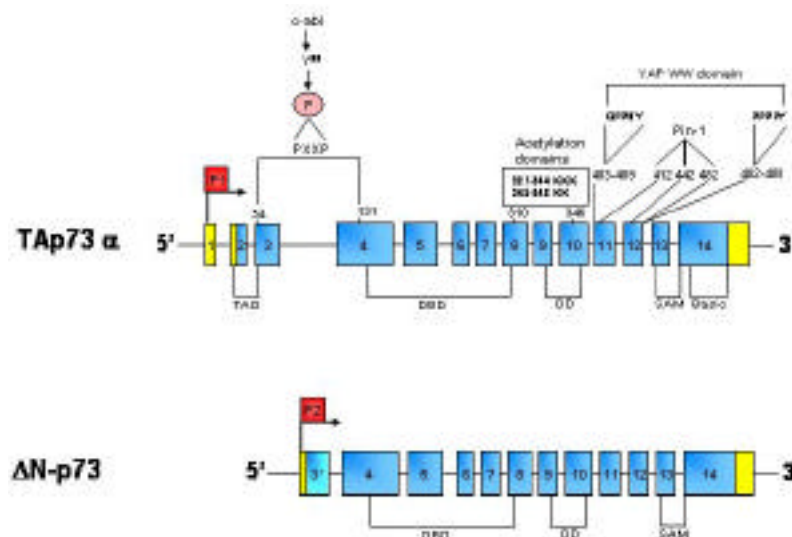 c-abl
P
PXXP
YAP WW domain
Pin-1
Acetylation
domains
483-488
412 442 482
P1
34
131
310
345
TAp73 α
5'
1 2 3 4 5 6 7 8 9 10 11 12 13 14
3
TAD
DBD
OD
SAM
Basic
P2
ΔN-p73
5'
3' 4 5 6 7 8 9 10 11 12 13 14
3
DBD
OD
SAM